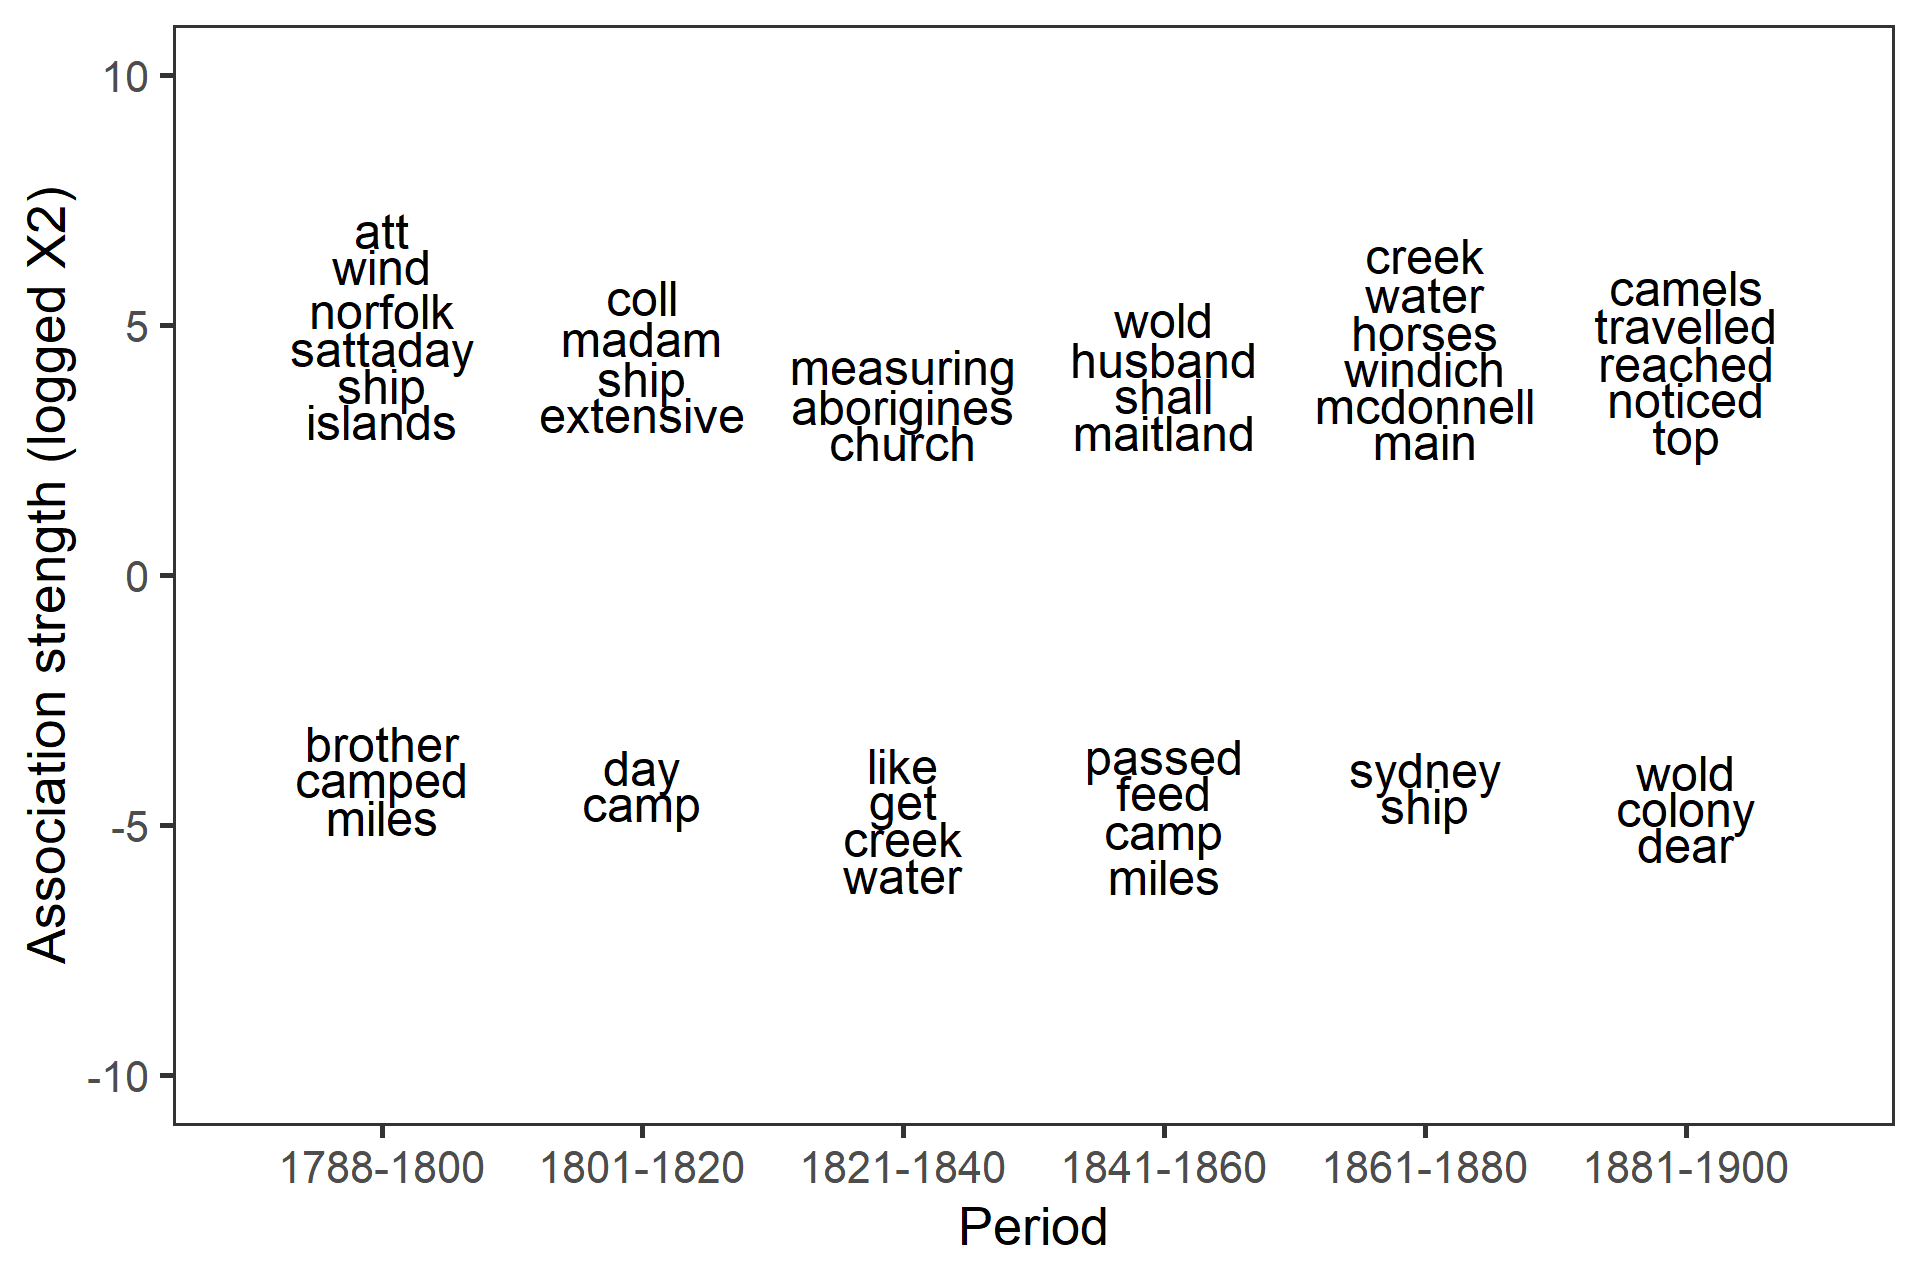 Association strength (logged X2)
10
5
0
-5
-10
att
wind
norfolk
sattaday
ship
islands
coll
madam
ship
extensive
measuring
aborigines
church
wold
husband
shall
maitland
creek
water
horses
windich
mcdonnell
main
camels
travelled
reached
noticed
top
brother
camped
miles
day
camp
like
get
creek
water
passed
feed
camp
miles
sydney
ship
wold
colony
dear
1788-1800 1801-1820 1821-1840 1841-1860 1861-1880 1881-1900
Period